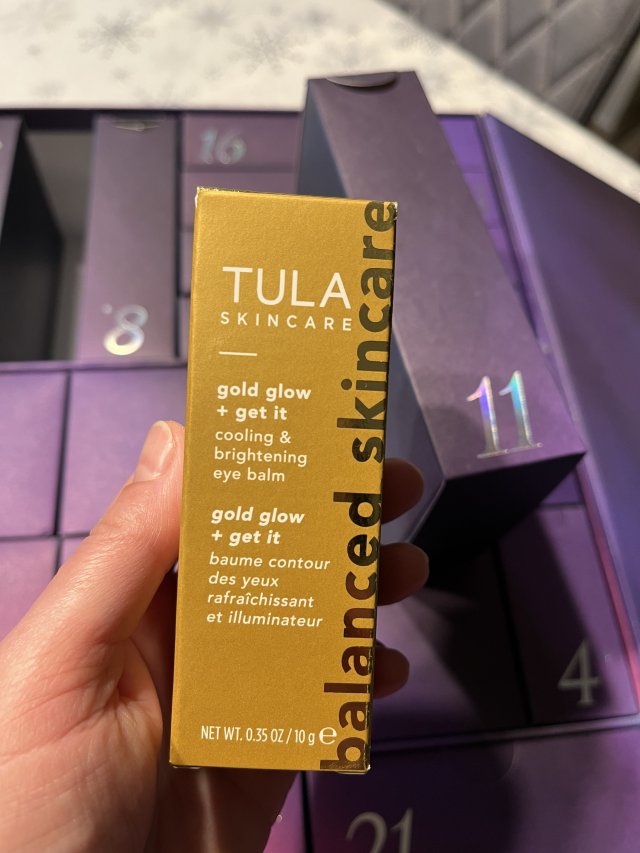 16
8
11
4
21
TULA
SKINCARE
gold glow
+ get it
cooling &
brightening
eye balm
gold glow
+ get it
baume contour
des yeux
rafraîchissant
et illuminateur
NET WT. 0.35 OZ / 10 g e
balanced skincare